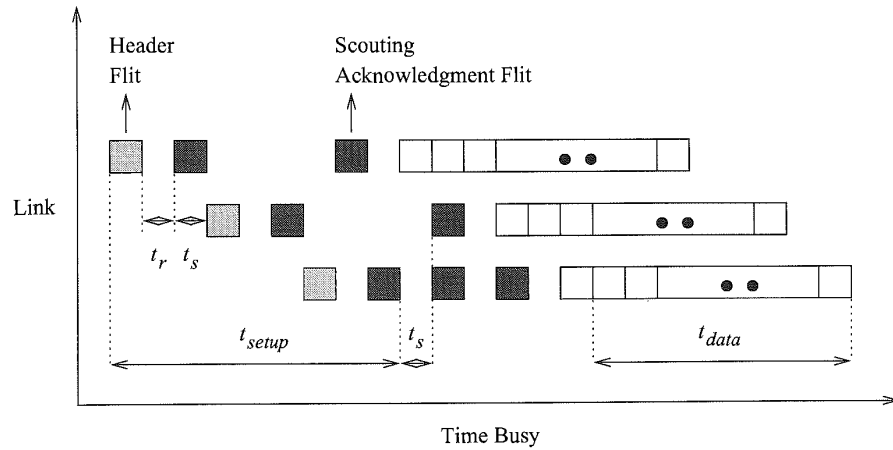 Header
Flit
Scouting
Acknowledgment Flit
Link
t_r
t_s
t_setup
t_s
t_data
Time Busy